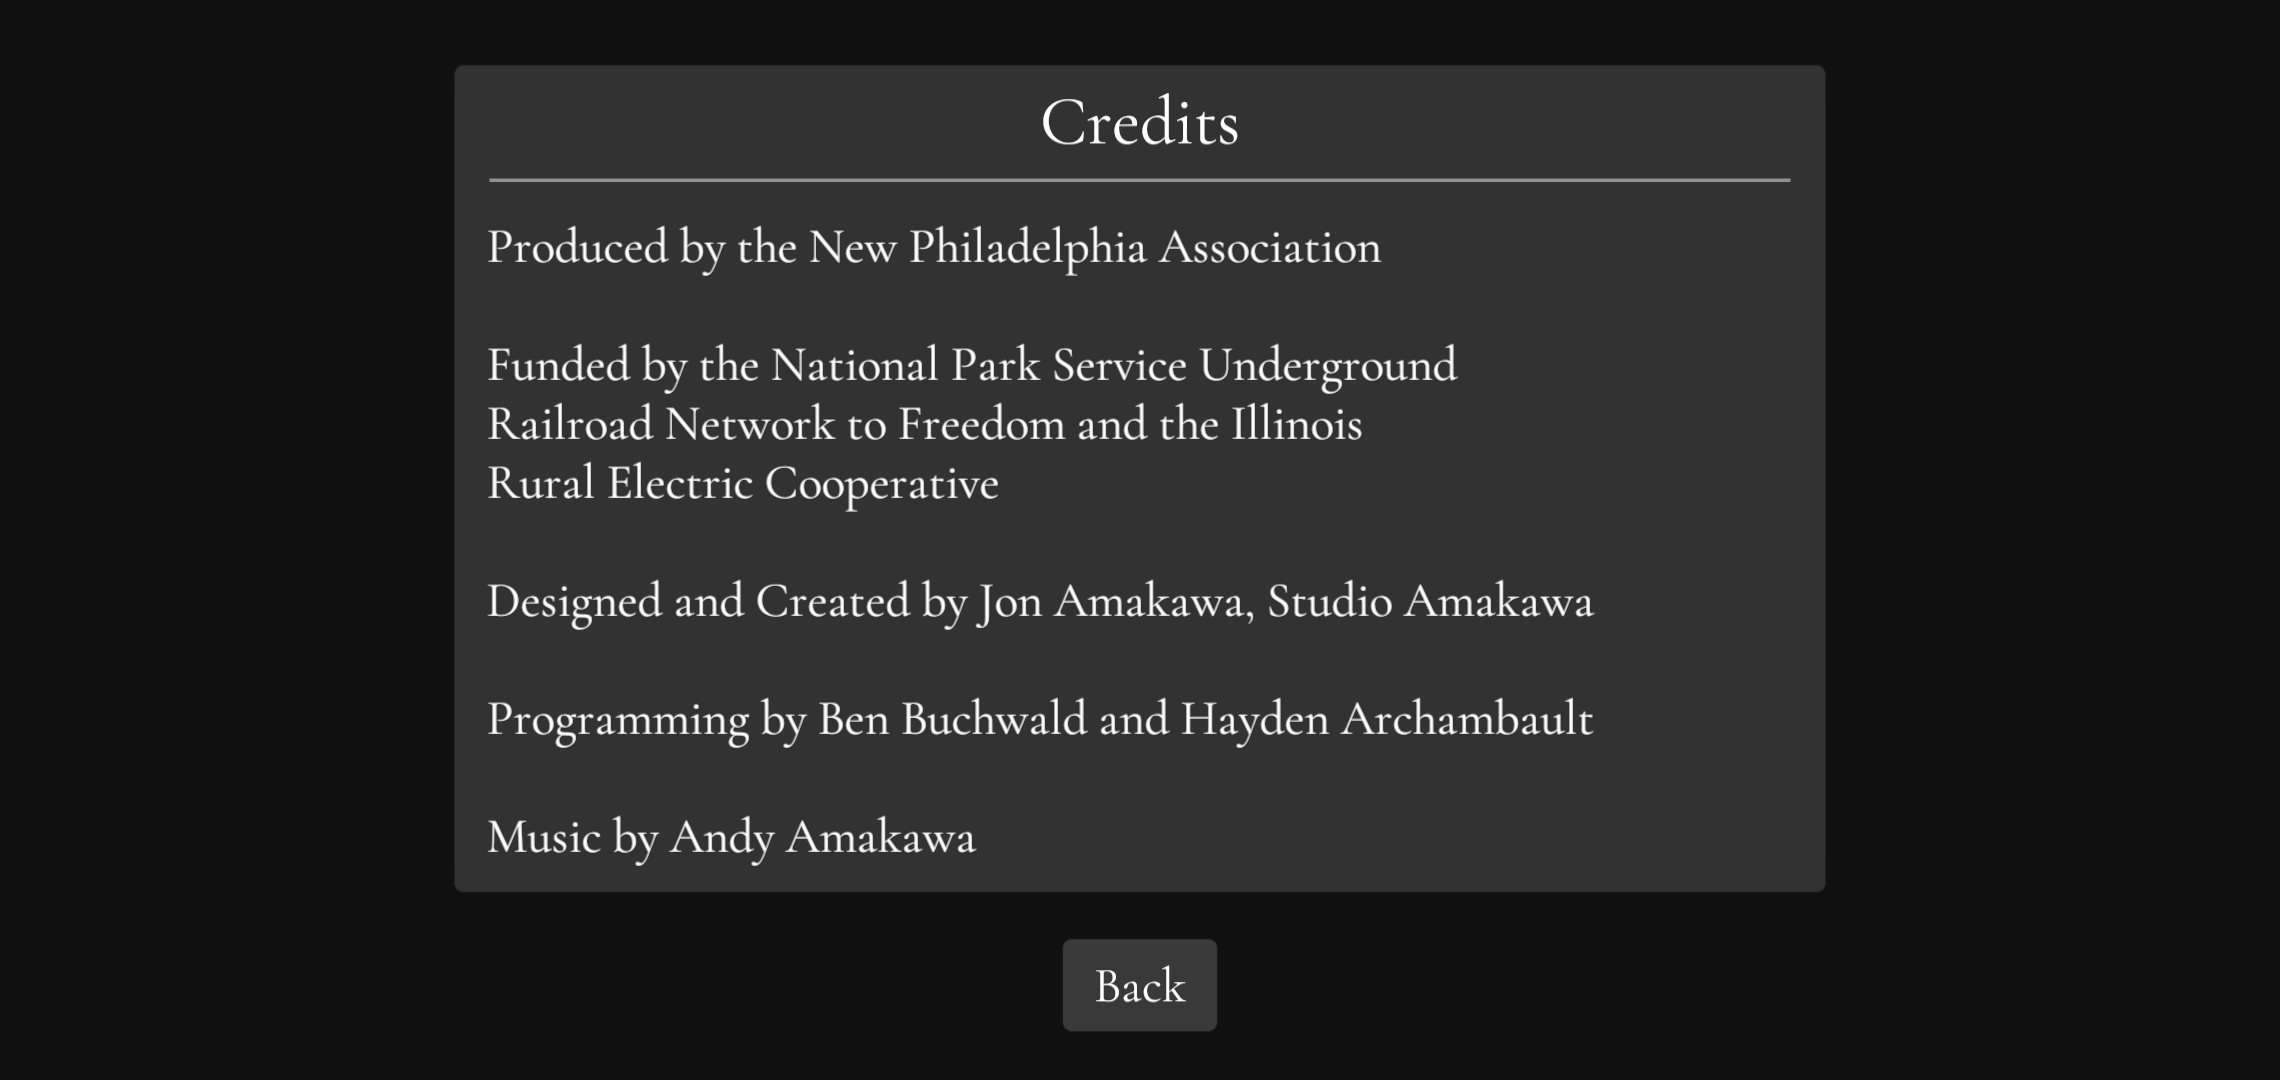 Credits
Produced by the New Philadelphia Association
Funded by the National Park Service Underground
Railroad Network to Freedom and the Illinois
Rural Electric Cooperative
Designed and Created by Jon Amakawa, Studio Amakawa
Programming by Ben Buchwald and Hayden Archambault
Music by Andy Amakawa
Back